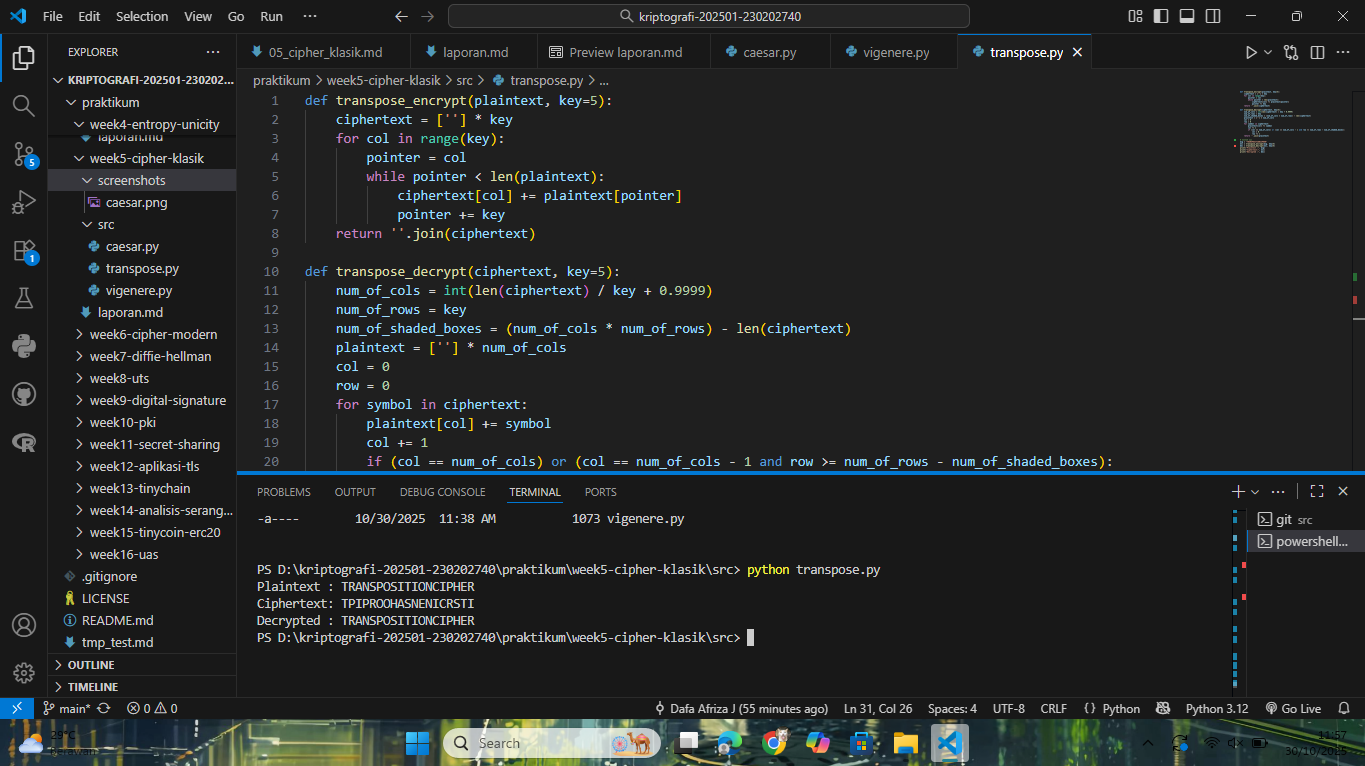 File Edit Selection View Go Run ··· kriptografi-202501-230202740
EXPLORER ···
KRIPTOGRAFI-202501-230202...
praktikum
week4-entropy-unicity
laporan.md
week5-cipher-klasik
screenshots
caesar.png
src
caesar.py
transpose.py
vigenere.py
laporan.md
week6-cipher-modern
week7-diffie-hellman
week8-uts
week9-digital-signature
week10-pki
week11-secret-sharing
week12-aplikasi-tls
week13-tinychain
week14-analisis-serang...
week15-tinycoin-erc20
week16-uas
.gitignore
LICENSE
README.md
tmp_test.md
OUTLINE
TIMELINE
5
1
05_cipher_klasik.md laporan.md Preview laporan.md caesar.py vigenere.py transpose.py
praktikum > week5-cipher-klasik > src > transpose.py > ...
1 def transpose_encrypt(plaintext, key=5):
2 ciphertext = [''] * key
3 for col in range(key):
4 pointer = col
5 while pointer < len(plaintext):
6 ciphertext[col] += plaintext[pointer]
7 pointer += key
8 return ''.join(ciphertext)
9
10 def transpose_decrypt(ciphertext, key=5):
11 num_of_cols = int(len(ciphertext) / key + 0.9999)
12 num_of_rows = key
13 num_of_shaded_boxes = (num_of_cols * num_of_rows) - len(ciphertext)
14 plaintext = [''] * num_of_cols
15 col = 0
16 row = 0
17 for symbol in ciphertext:
18 plaintext[col] += symbol
19 col += 1
20 if (col == num_of_cols) or (col == num_of_cols - 1 and row >= num_of_rows - num_of_shaded_boxes):
PROBLEMS OUTPUT DEBUG CONSOLE TERMINAL PORTS
-a---- 10/30/2025 11:38 AM 1073 vigenere.py
PS D:\kriptografi-202501-230202740\praktikum\week5-cipher-klasik\src> python transpose.py
Plaintext : TRANSPOSITIONCIPHER
Ciphertext: TPIPROOHASNENICRSTI
Decrypted : TRANSPOSITIONCIPHER
PS D:\kriptografi-202501-230202740\praktikum\week5-cipher-klasik\src>
git src
powershell...
main* 0 0 Dafa Afriza J (55 minutes ago) Ln 31, Col 26 Spaces: 4 UTF-8 CRLF { } Python Python 3.12 Go Live
29°C
Search
11:57
30/10/2025